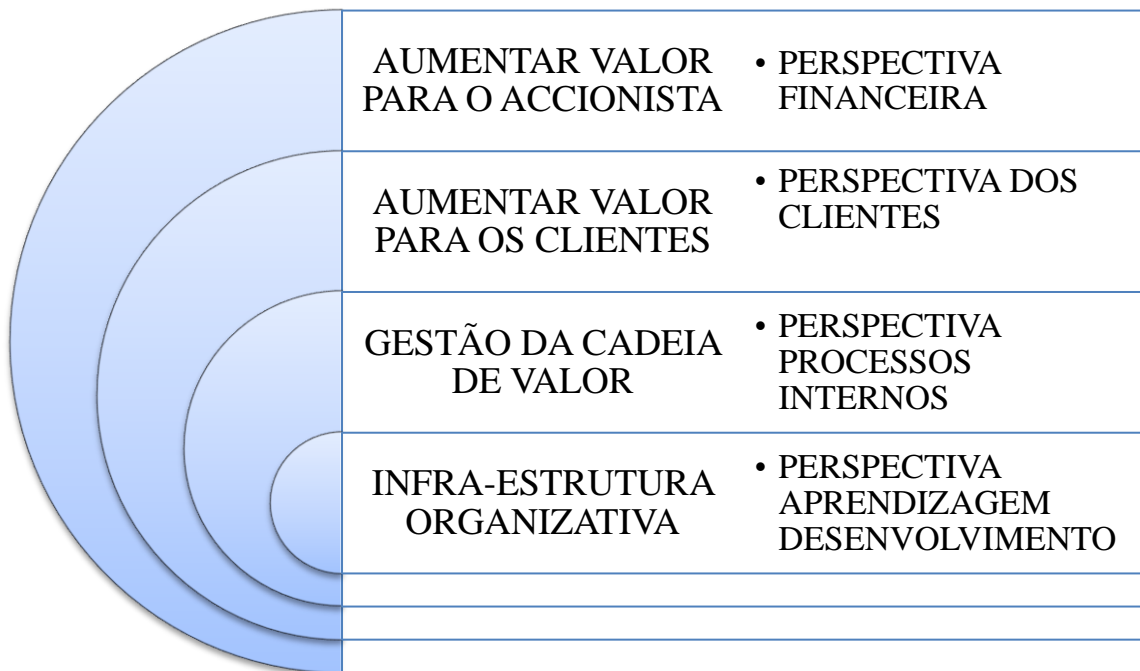 AUMENTAR VALOR
PARA O ACCIONISTA
• PERSPECTIVA
FINANCEIRA
AUMENTAR VALOR
PARA OS CLIENTES
• PERSPECTIVA DOS
CLIENTES
GESTÃO DA CADEIA
DE VALOR
• PERSPECTIVA
PROCESSOS
INTERNOS
INFRA-ESTRUTURA
ORGANIZATIVA
• PERSPECTIVA
APRENDIZAGEM
DESENVOLVIMENTO